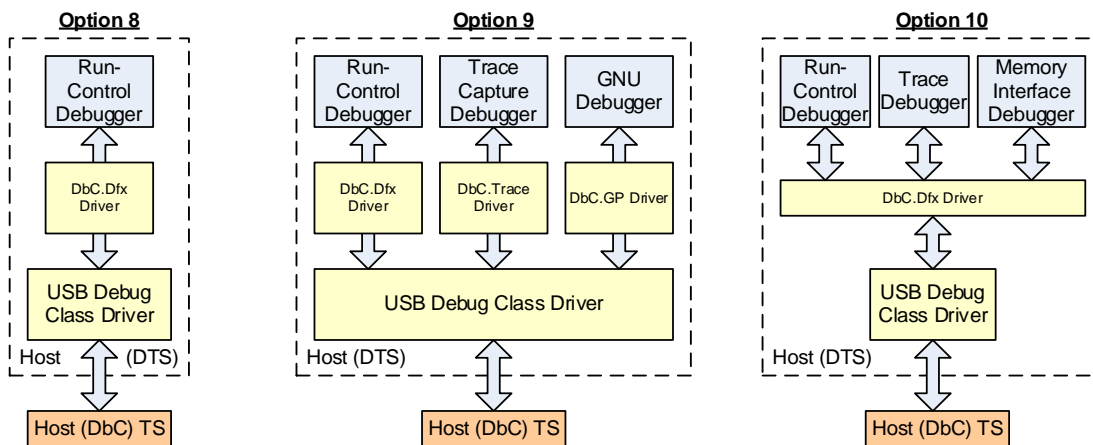 Option 8
Run-
Control
Debugger
DbC.Dfx
Driver
USB Debug
Class Driver
Host (DTS)
Host (DbC) TS
Option 9
Run-
Control
Debugger
Trace
Capture
Debugger
GNU
Debugger
DbC.Dfx
Driver
DbC.Trace
Driver
DbC.GP Driver
USB Debug Class Driver
Host (DTS)
Host (DbC) TS
Option 10
Run-
Control
Debugger
Trace
Debugger
Memory
Interface
Debugger
DbC.Dfx Driver
USB Debug
Class Driver
Host (DTS)
Host (DbC) TS